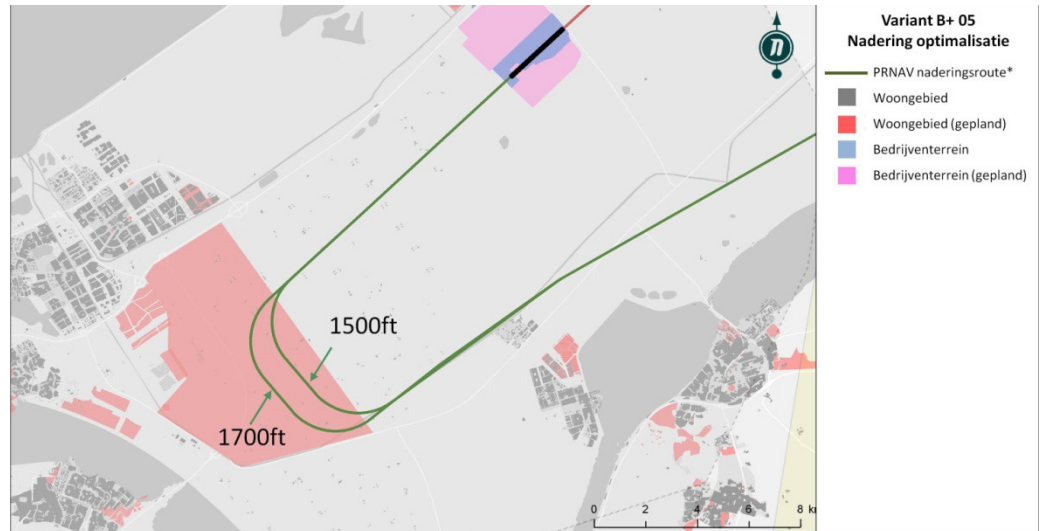 Variant B+ 05
Nadering optimalisatie
PRNAV naderingsroute*
Woongebied
Woongebied (gepland)
Bedrijventerrein
Bedrijventerrein (gepland)
n
1500ft
1700ft
0 2 4 6 8 km